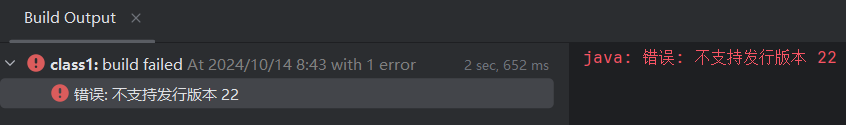 Build Output ×
class1: build failed At 2024/10/14 8:43 with 1 error 2 sec, 652 ms
错误: 不支持发行版本 22
java: 错误: 不支持发行版本 22